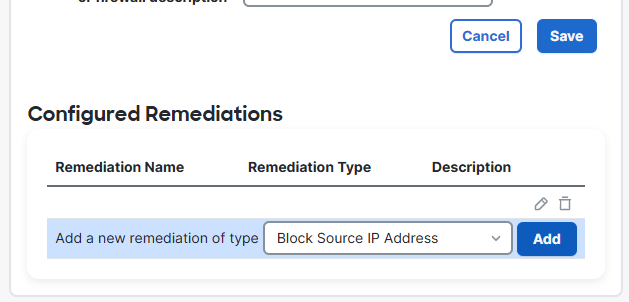 or firewall description
Cancel Save
Configured Remediations
Remediation Name Remediation Type Description
Add a new remediation of type Block Source IP Address Add